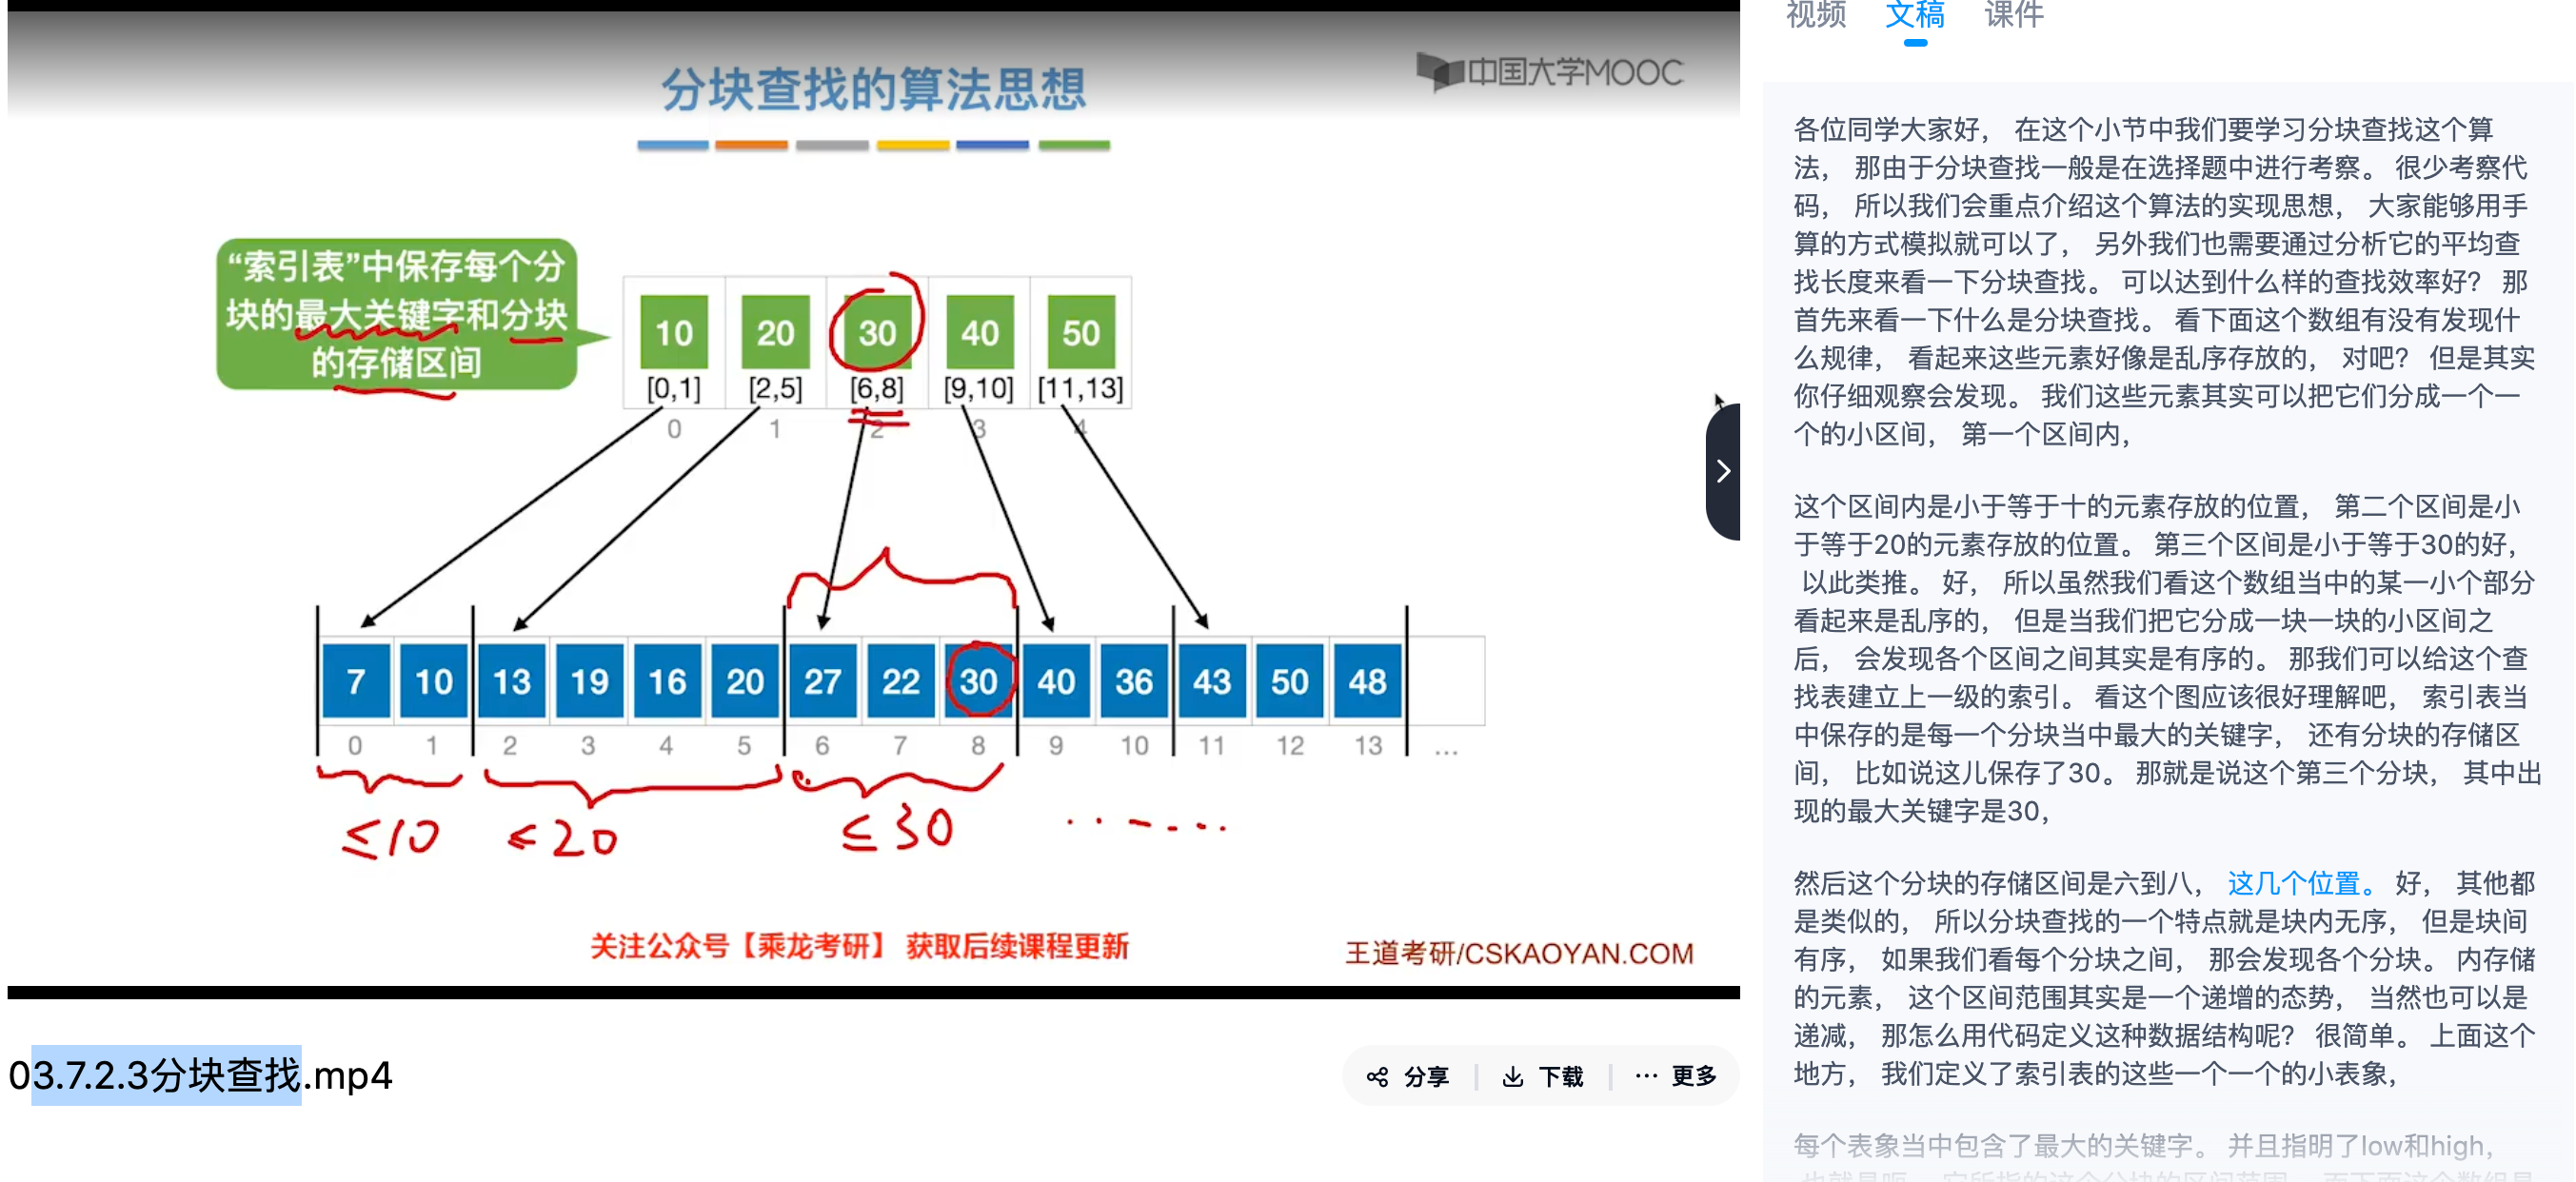 分块查找的算法思想
中国大学MOOC
“索引表”中保存每个分
块的最大关键字和分块
的存储区间
10 20 30 40 50
[0,1] [2,5] [6,8] [9,10] [11,13]
0 1 2 3 4
7 10 13 19 16 20 27 22 30 40 36 43 50 48
0 1 2 3 4 5 6 7 8 9 10 11 12 13 ...
≤10 ≤20 ≤30 ......
关注公众号【乘龙考研】 获取后续课程更新
王道考研/CSKAOYAN.COM
03.7.2.3分块查找.mp4
分享 下载 ··· 更多
视频 文稿 课件
各位同学大家好, 在这个小节中我们要学习分块查找这个算
法, 那由于分块查找一般是在选择题中进行考察。 很少考察代
码, 所以我们会重点介绍这个算法的实现思想, 大家能够用手
算的方式模拟就可以了, 另外我们也需要通过分析它的平均查
找长度来看一下分块查找。 可以达到什么样的查找效率好? 那
首先来看一下什么是分块查找。 看下面这个数组有没有发现什
么规律, 看起来这些元素好像是乱序存放的, 对吧? 但是其实
你仔细观察会发现。 我们这些元素其实可以把它们分成一个一
个的小区间, 第一个区间内,
这个区间内是小于等于十的元素存放的位置, 第二个区间是小
于等于20的元素存放的位置。 第三个区间是小于等于30的好,
以此类推。 好, 所以虽然我们看这个数组当中的某一小个部分
看起来是乱序的, 但是当我们把它分成一块一块的小区间之
后, 会发现各个区间之间其实是有序的。 那我们可以给这个查
找表建立上一级的索引。 看这个图应该很好理解吧, 索引表当
中保存的是每一个分块当中最大的关键字, 还有分块的存储区
间, 比如说这儿保存了30。 那就是说这个第三个分块, 其中出
现的最大关键字是30,
然后这个分块的存储区间是六到八, 这几个位置。 好, 其他都
是类似的, 所以分块查找的一个特点就是块内无序, 但是块间
有序, 如果我们看每个分块之间, 那会发现各个分块。 内存储
的元素, 这个区间范围其实是一个递增的态势, 当然也可以是
递减, 那怎么用代码定义这种数据结构呢? 很简单。 上面这个
地方, 我们定义了索引表的这些一个一个的小表象,
每个表象当中包含了最大的关键字。 并且指明了low和high,